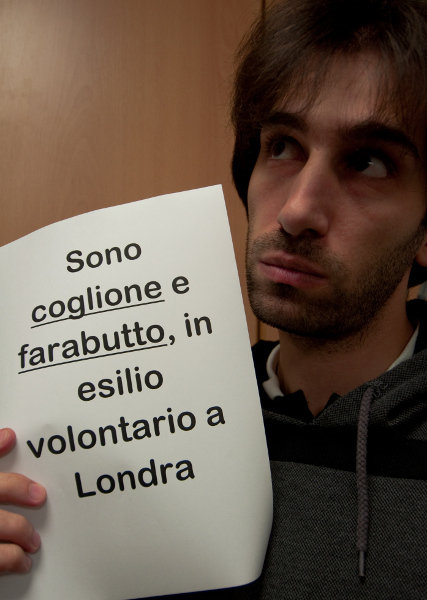 Sono
coglione e
farabutto, in
esilio
volontario a
Londra